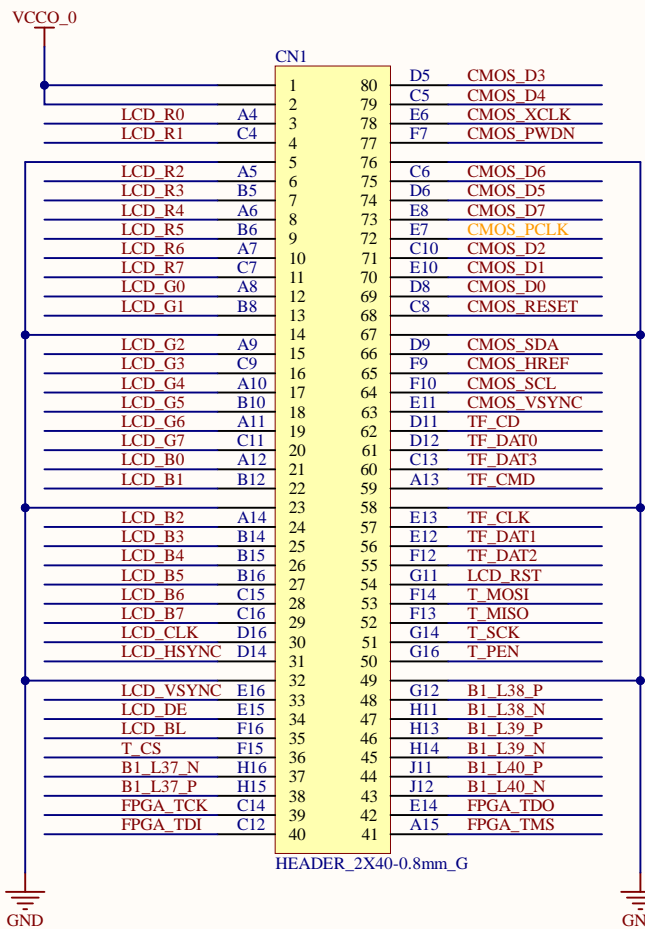 VCCO_0
CN1
1 80 D5 CMOS_D3
2 79 C5 CMOS_D4
LCD_R0 A4 3 78 E6 CMOS_XCLK
LCD_R1 C4 4 77 F7 CMOS_PWDN
5 76
LCD_R2 A5 6 75 C6 CMOS_D6
LCD_R3 B5 7 74 D6 CMOS_D5
LCD_R4 A6 8 73 E8 CMOS_D7
LCD_R5 B6 9 72 E7 CMOS_PCLK
LCD_R6 A7 10 71 C10 CMOS_D2
LCD_R7 C7 11 70 E10 CMOS_D1
LCD_G0 A8 12 69 D8 CMOS_D0
LCD_G1 B8 13 68 C8 CMOS_RESET
14 67
LCD_G2 A9 15 66 D9 CMOS_SDA
LCD_G3 C9 16 65 F9 CMOS_HREF
LCD_G4 A10 17 64 F10 CMOS_SCL
LCD_G5 B10 18 63 E11 CMOS_VSYNC
LCD_G6 A11 19 62 D11 TF_CD
LCD_G7 C11 20 61 D12 TF_DAT0
LCD_B0 A12 21 60 C13 TF_DAT3
LCD_B1 B12 22 59 A13 TF_CMD
23 58
LCD_B2 A14 24 57 E13 TF_CLK
LCD_B3 B14 25 56 E12 TF_DAT1
LCD_B4 B15 26 55 F12 TF_DAT2
LCD_B5 B16 27 54 G11 LCD_RST
LCD_B6 C15 28 53 F14 T_MOSI
LCD_B7 C16 29 52 F13 T_MISO
LCD_CLK D16 30 51 G14 T_SCK
LCD_HSYNC D14 31 50 G16 T_PEN
32 49
LCD_VSYNC E16 33 48 G12 B1_L38_P
LCD_DE E15 34 47 H11 B1_L38_N
LCD_BL F16 35 46 H13 B1_L39_P
T_CS F15 36 45 H14 B1_L39_N
B1_L37_N H16 37 44 J11 B1_L40_P
B1_L37_P H15 38 43 J12 B1_L40_N
FPGA_TCK C14 39 42 E14 FPGA_TDO
FPGA_TDI C12 40 41 A15 FPGA_TMS
HEADER_2X40-0.8mm_G
GND GN